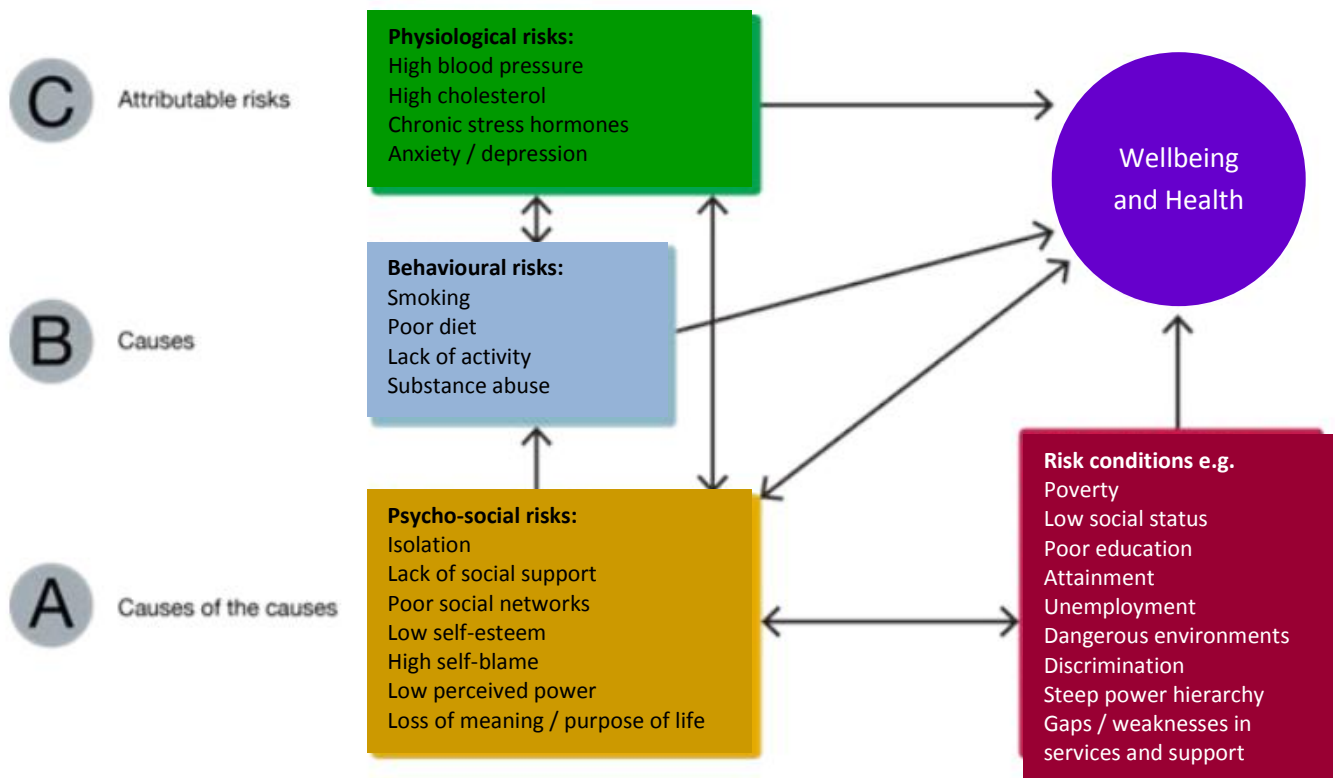 C
Attributable risks
Physiological risks:
High blood pressure
High cholesterol
Chronic stress hormones
Anxiety / depression
Wellbeing
and Health
B
Causes
Behavioural risks:
Smoking
Poor diet
Lack of activity
Substance abuse
A
Causes of the causes
Psycho-social risks:
Isolation
Lack of social support
Poor social networks
Low self-esteem
High self-blame
Low perceived power
Loss of meaning / purpose of life
Risk conditions e.g.
Poverty
Low social status
Poor education
Attainment
Unemployment
Dangerous environments
Discrimination
Steep power hierarchy
Gaps / weaknesses in
services and support